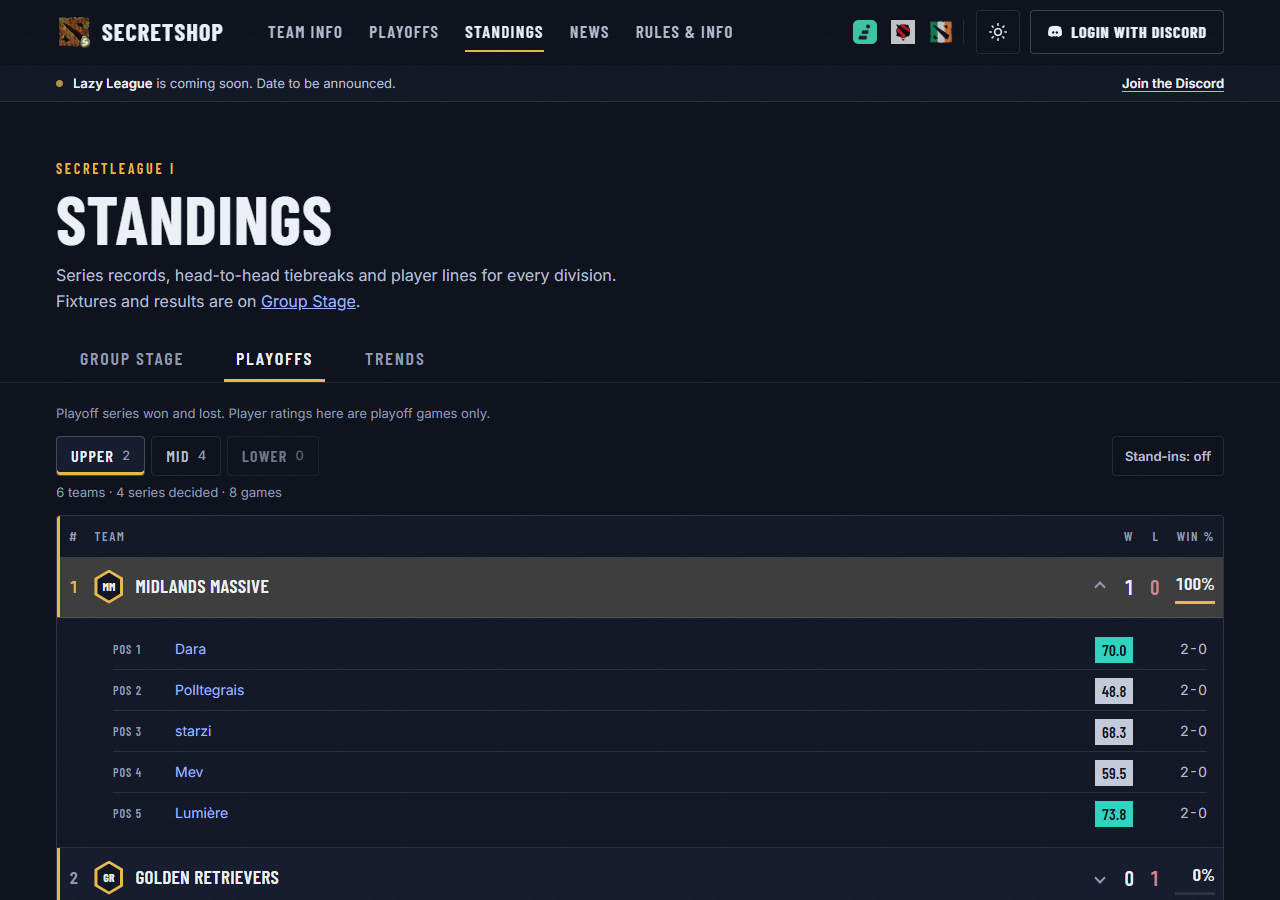 SECRETSHOP TEAM INFO PLAYOFFS STANDINGS NEWS RULES & INFO LOGIN WITH DISCORD
Lazy League is coming soon. Date to be announced. Join the Discord
SECRETLEAGUE I
STANDINGS
Series records, head-to-head tiebreaks and player lines for every division.
Fixtures and results are on Group Stage.
GROUP STAGE PLAYOFFS TRENDS
Playoff series won and lost. Player ratings here are playoff games only.
UPPER 2 MID 4 LOWER 0 Stand-ins: off
6 teams · 4 series decided · 8 games
# TEAM W L WIN %
1 MM MIDLANDS MASSIVE 1 0 100%
POS 1 Dara 70.0 2-0
POS 2 Polltegrais 48.8 2-0
POS 3 starzi 68.3 2-0
POS 4 Mev 59.5 2-0
POS 5 Lumière 73.8 2-0
2 GR GOLDEN RETRIEVERS 0 1 0%